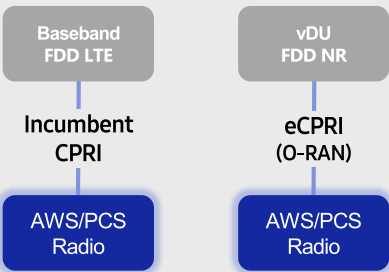 Baseband
FDD LTE
Incumbent
CPRI
AWS/PCS
Radio
vDU
FDD NR
eCPRI
(O-RAN)
AWS/PCS
Radio